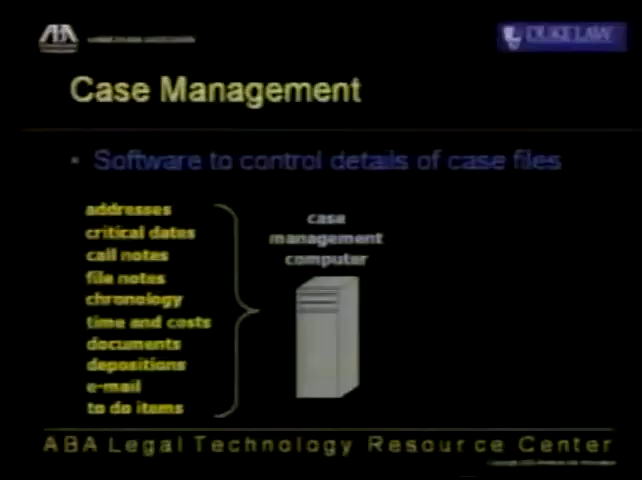 ABA
DUKE LAW
Case Management
• Software to control details of case files
addresses
critical dates
call notes
file notes
chronology
time and costs
documents
depositions
e-mail
to do items
case
management
computer
ABA Legal Technology Resource Center